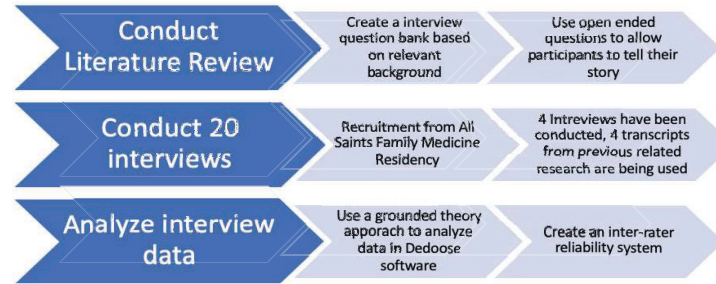 Conduct
Literature Review
Create a interview
question bank based
on relevant
background
Use open ended
questions to allow
participants to tell their
story
Conduct 20
interviews
Recruitment from All
Saints Family Medicine
Residency
4 Intreviews have been
conducted, 4 transcripts
from previous related
research are being used
Analyze interview
data
Use a grounded theory
apporach to analyze
data in Dedoose
software
Create an inter-rater
reliability system